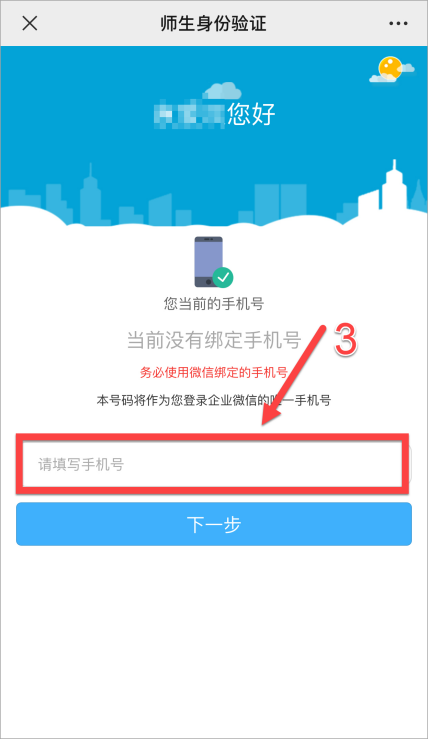 师生身份验证
您好
您当前的手机号
当前没有绑定手机号
3
务必使用微信绑定的手机号
本号码将作为您登录企业微信的唯一手机号
请填写手机号
下一步